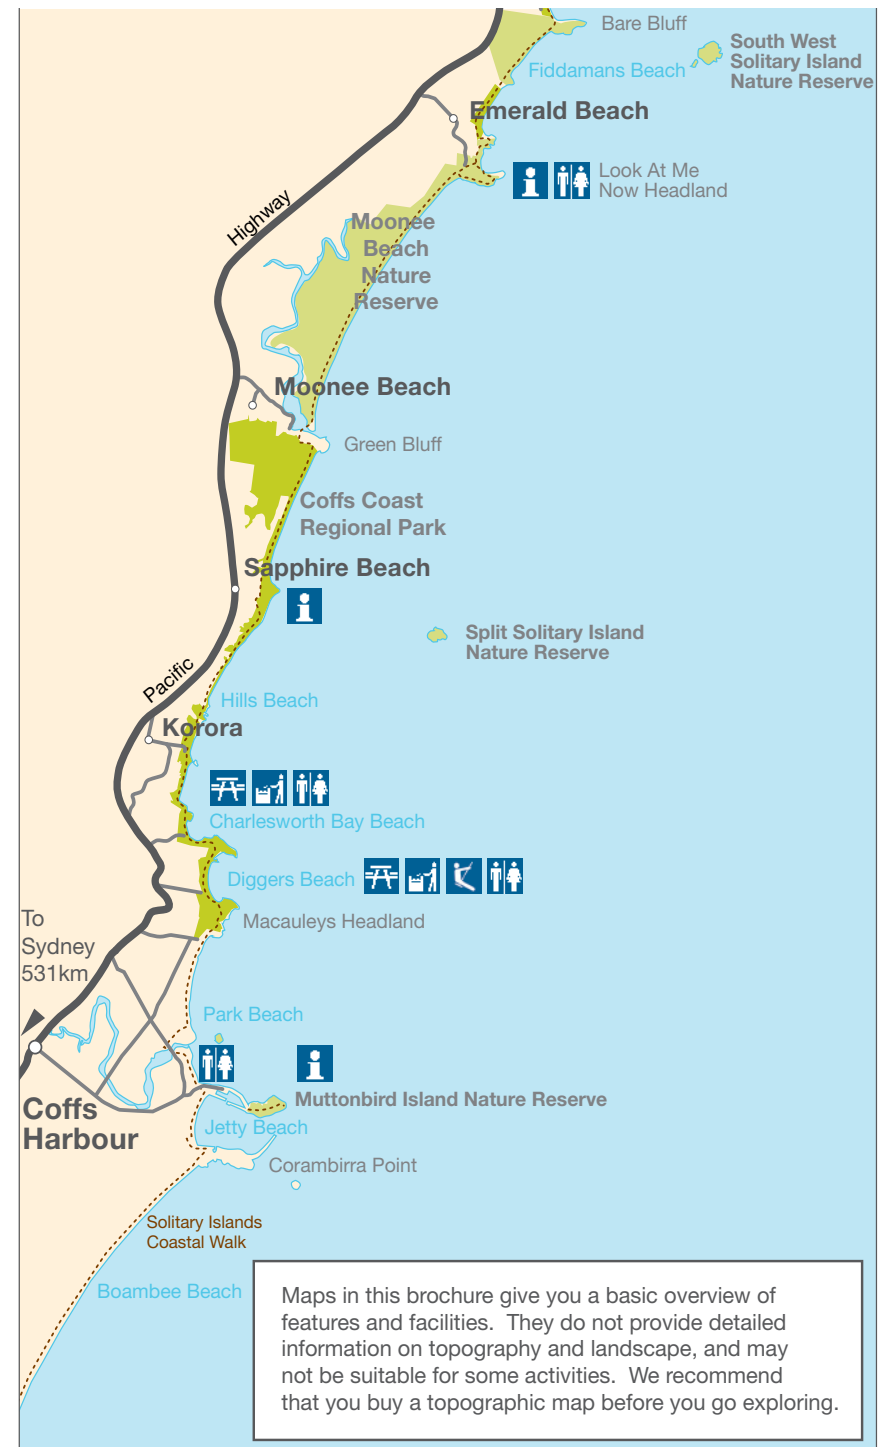 Bare Bluff
South West
Solitary Island
Nature Reserve
Fiddamans Beach
Emerald Beach
Look At Me
Now Headland
Highway
Moonee
Beach
Nature
Reserve
Moonee Beach
Green Bluff
Coffs Coast
Regional Park
Sapphire Beach
Split Solitary Island
Nature Reserve
Pacific
Hills Beach
Korora
Charlesworth Bay Beach
Diggers Beach
Macauleys Headland
To
Sydney
531km
Park Beach
Coffs
Harbour
Muttonbird Island Nature Reserve
Jetty Beach
Corambirra Point
Solitary Islands
Coastal Walk
Boambee Beach
Maps in this brochure give you a basic overview of
features and facilities.  They do not provide detailed
information on topography and landscape, and may
not be suitable for some activities.  We recommend
that you buy a topographic map before you go exploring.